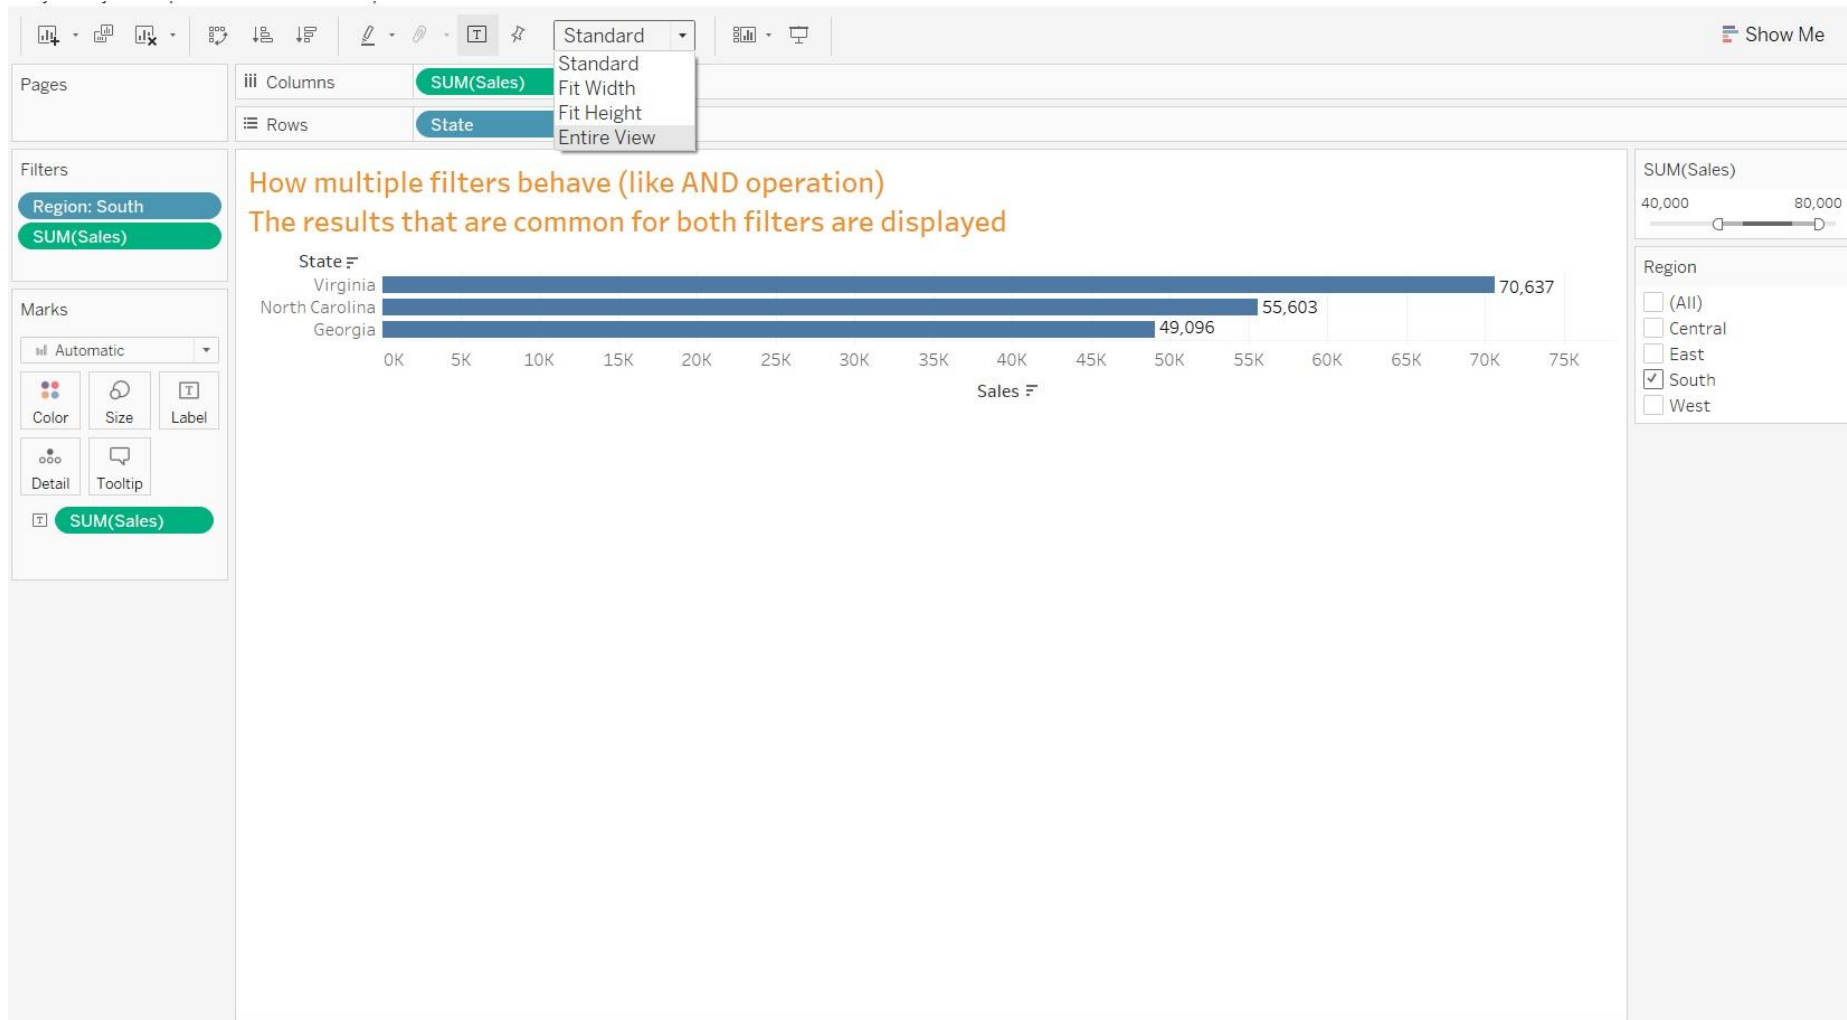 Standard
Show Me
Standard
Fit Width
Fit Height
Entire View
Pages
Columns
SUM(Sales)
Rows
State
Filters
Region: South
SUM(Sales)
Marks
Automatic
Color
Size
Label
Detail
Tooltip
SUM(Sales)
How multiple filters behave (like AND operation)
The results that are common for both filters are displayed
State
Virginia
70,637
North Carolina
55,603
Georgia
49,096
0K 5K 10K 15K 20K 25K 30K 35K 40K 45K 50K 55K 60K 65K 70K 75K
Sales
SUM(Sales)
40,000 80,000
Region
(All)
Central
East
South
West